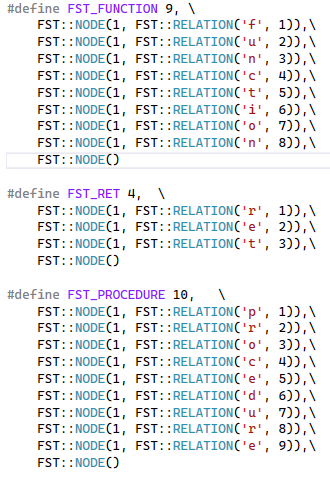 #define FST_FUNCTION 9, \
    FST::NODE(1, FST::RELATION('f', 1)),\
    FST::NODE(1, FST::RELATION('u', 2)),\
    FST::NODE(1, FST::RELATION('n', 3)),\
    FST::NODE(1, FST::RELATION('c', 4)),\
    FST::NODE(1, FST::RELATION('t', 5)),\
    FST::NODE(1, FST::RELATION('i', 6)),\
    FST::NODE(1, FST::RELATION('o', 7)),\
    FST::NODE(1, FST::RELATION('n', 8)),\
    FST::NODE()
#define FST_RET 4,  \
    FST::NODE(1, FST::RELATION('r', 1)),\
    FST::NODE(1, FST::RELATION('e', 2)),\
    FST::NODE(1, FST::RELATION('t', 3)),\
    FST::NODE()
#define FST_PROCEDURE 10,   \
    FST::NODE(1, FST::RELATION('p', 1)),\
    FST::NODE(1, FST::RELATION('r', 2)),\
    FST::NODE(1, FST::RELATION('o', 3)),\
    FST::NODE(1, FST::RELATION('c', 4)),\
    FST::NODE(1, FST::RELATION('e', 5)),\
    FST::NODE(1, FST::RELATION('d', 6)),\
    FST::NODE(1, FST::RELATION('u', 7)),\
    FST::NODE(1, FST::RELATION('r', 8)),\
    FST::NODE(1, FST::RELATION('e', 9)),\
    FST::NODE()